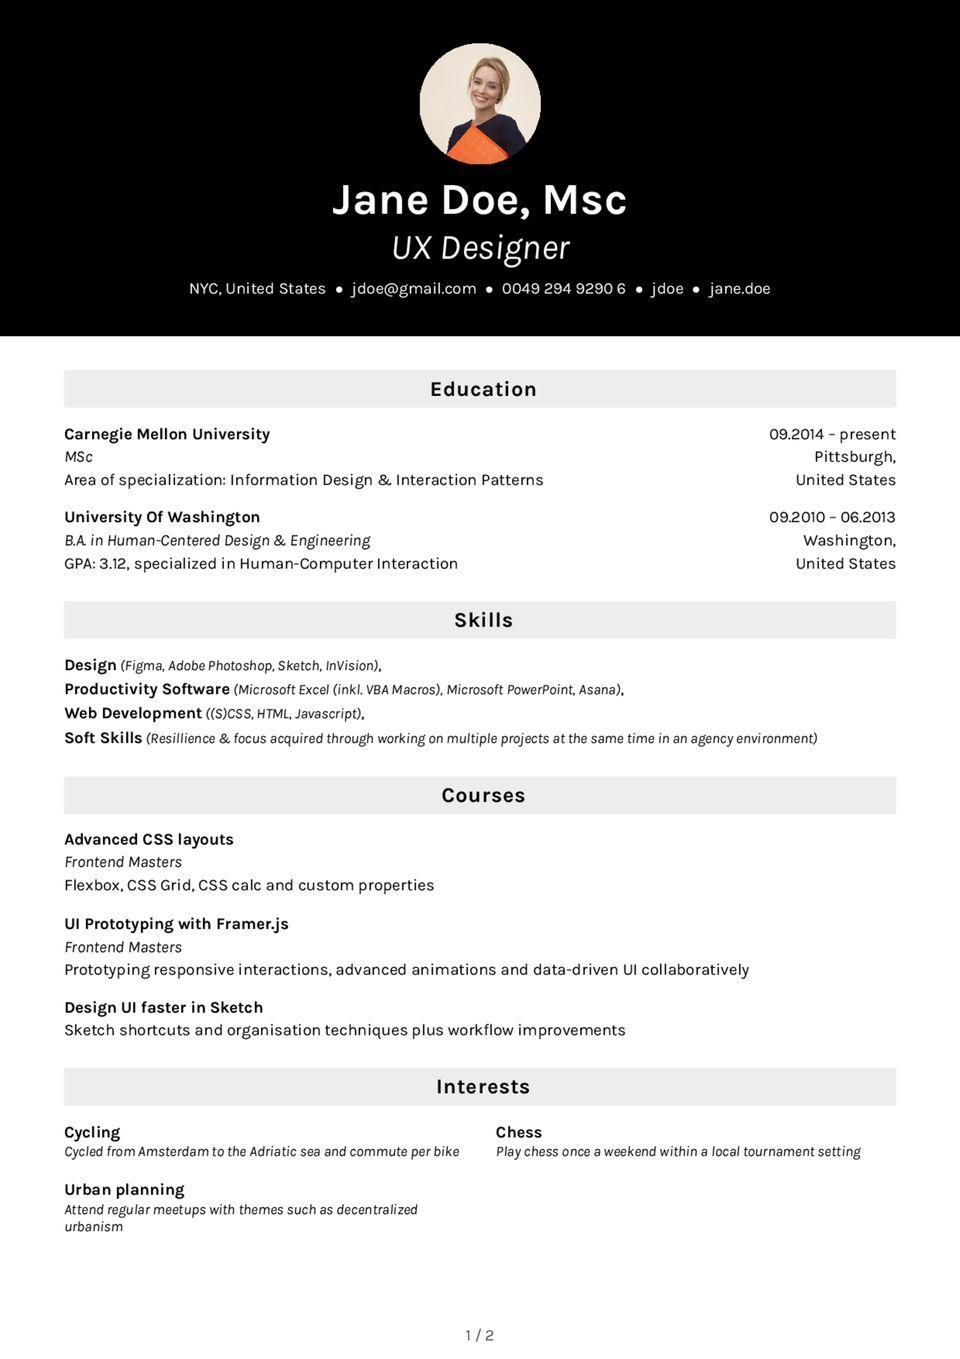 Jane Doe, Msc
UX Designer
NYC, United States ● jdoe@gmail.com ● 0049 294 9290 6 ● jdoe ● jane.doe
Education
Carnegie Mellon University 09.2014 – present
MSc Pittsburgh,
Area of specialization: Information Design & Interaction Patterns United States
University Of Washington 09.2010 – 06.2013
B.A. in Human-Centered Design & Engineering Washington,
GPA: 3.12, specialized in Human-Computer Interaction United States
Skills
Design (Figma, Adobe Photoshop, Sketch, InVision),
Productivity Software (Microsoft Excel (inkl. VBA Macros), Microsoft PowerPoint, Asana),
Web Development ((S)CSS, HTML, Javascript),
Soft Skills (Resillience & focus acquired through working on multiple projects at the same time in an agency environment)
Courses
Advanced CSS layouts
Frontend Masters
Flexbox, CSS Grid, CSS calc and custom properties
UI Prototyping with Framer.js
Frontend Masters
Prototyping responsive interactions, advanced animations and data-driven UI collaboratively
Design UI faster in Sketch
Sketch shortcuts and organisation techniques plus workflow improvements
Interests
Cycling
Cycled from Amsterdam to the Adriatic sea and commute per bike
Chess
Play chess once a weekend within a local tournament setting
Urban planning
Attend regular meetups with themes such as decentralized
urbanism
1 / 2